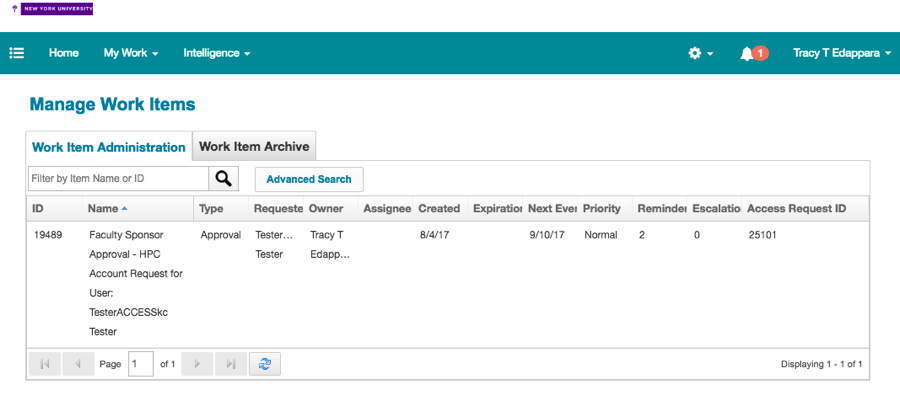 NEW YORK UNIVERSITY
Home My Work Intelligence 1 Tracy T Edappara
Manage Work Items
Work Item Administration Work Item Archive
Filter by Item Name or ID Advanced Search
ID Name Type Requeste Owner Assignee Created Expiration Next Even Priority Reminder Escalatio Access Request ID
19489 Faculty Sponsor Approval Tester... Tracy T 8/4/17 9/10/17 Normal 2 0 25101
Approval - HPC Tester Edapp...
Account Request for
User:
TesterACCESSkc
Tester
Page 1 of 1 Displaying 1 - 1 of 1